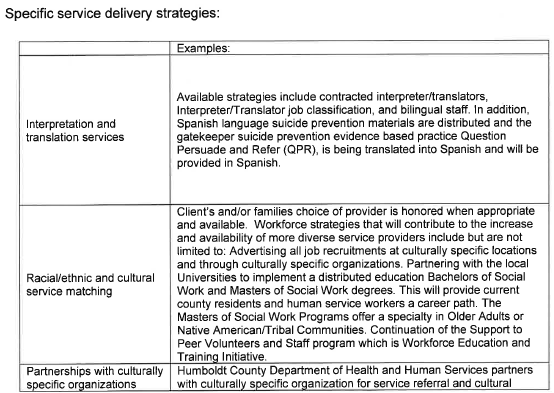 Specific service delivery strategies:
Examples:
Interpretation and
translation services
Available strategies include contracted interpreter/translators,
Interpreter/Translator job classification, and bilingual staff. In addition,
Spanish language suicide prevention materials are distributed and the
gatekeeper suicide prevention evidence based practice Question
Persuade and Refer (QPR), is being translated into Spanish and will be
provided in Spanish.
Racial/ethnic and cultural
service matching
Client's and/or families choice of provider is honored when appropriate
and available.  Workforce strategies that will contribute to the increase
and availability of more diverse service providers include but are not
limited to: Advertising all job recruitments at culturally specific locations
and through culturally specific organizations. Partnering with the local
Universities to implement a distributed education Bachelors of Social
Work and Masters of Social Work degrees. This will provide current
county residents and human service workers a career path. The
Masters of Social Work Programs offer a specialty in Older Adults or
Native American/Tribal Communities. Continuation of the Support to
Peer Volunteers and Staff program which is Workforce Education and
Training Initiative.
Partnerships with culturally
specific organizations
Humboldt County Department of Health and Human Services partners
with culturally specific organization for service referral and cultural